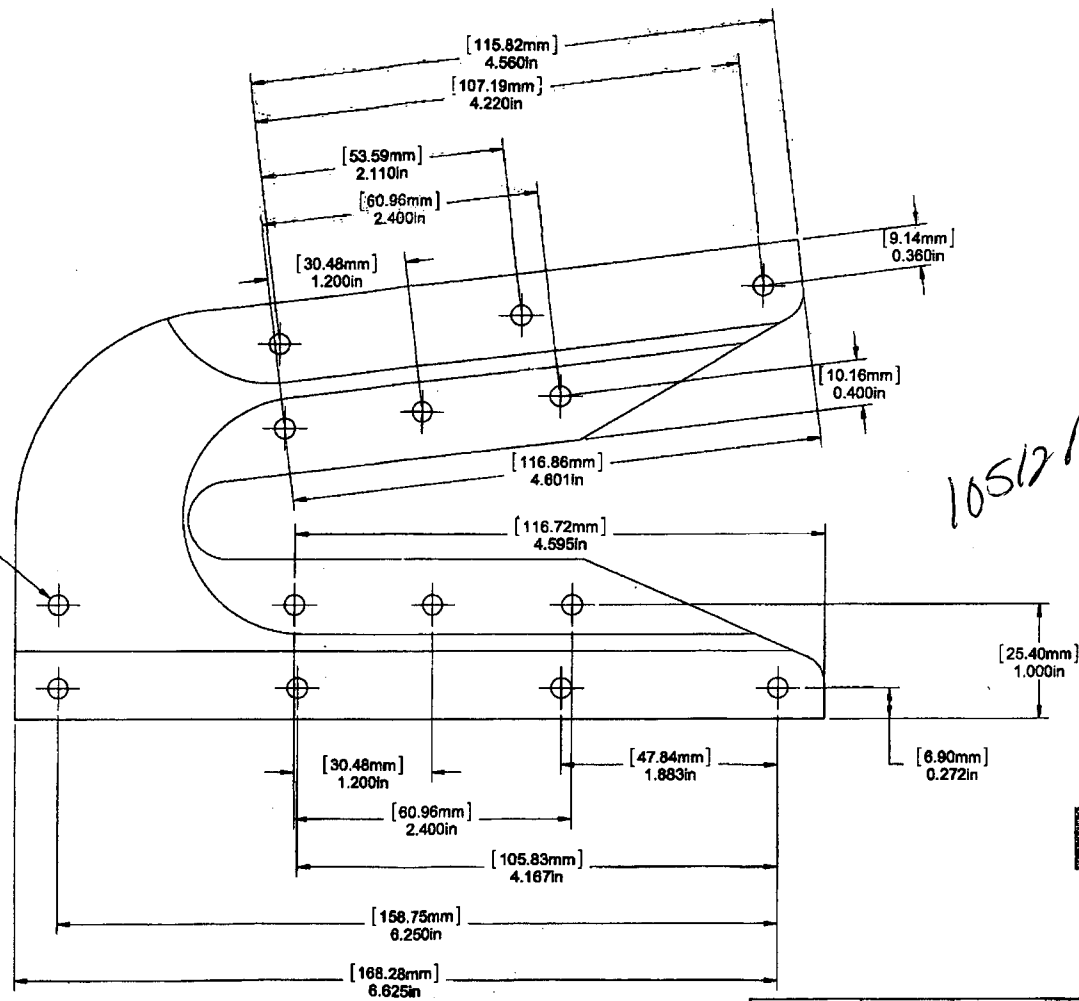 [115.82mm]
4.560in
[107.19mm]
4.220in
[53.59mm]
2.110in
[60.96mm]
2.400in
[30.48mm]
1.200in
[9.14mm]
0.360in
[10.16mm]
0.400in
[116.86mm]
4.601in
10512
[116.72mm]
4.595in
[25.40mm]
1.000in
[6.90mm]
0.272in
[30.48mm]
1.200in
[47.84mm]
1.883in
[60.96mm]
2.400in
[105.83mm]
4.167in
[158.75mm]
6.250in
[168.28mm]
6.625in